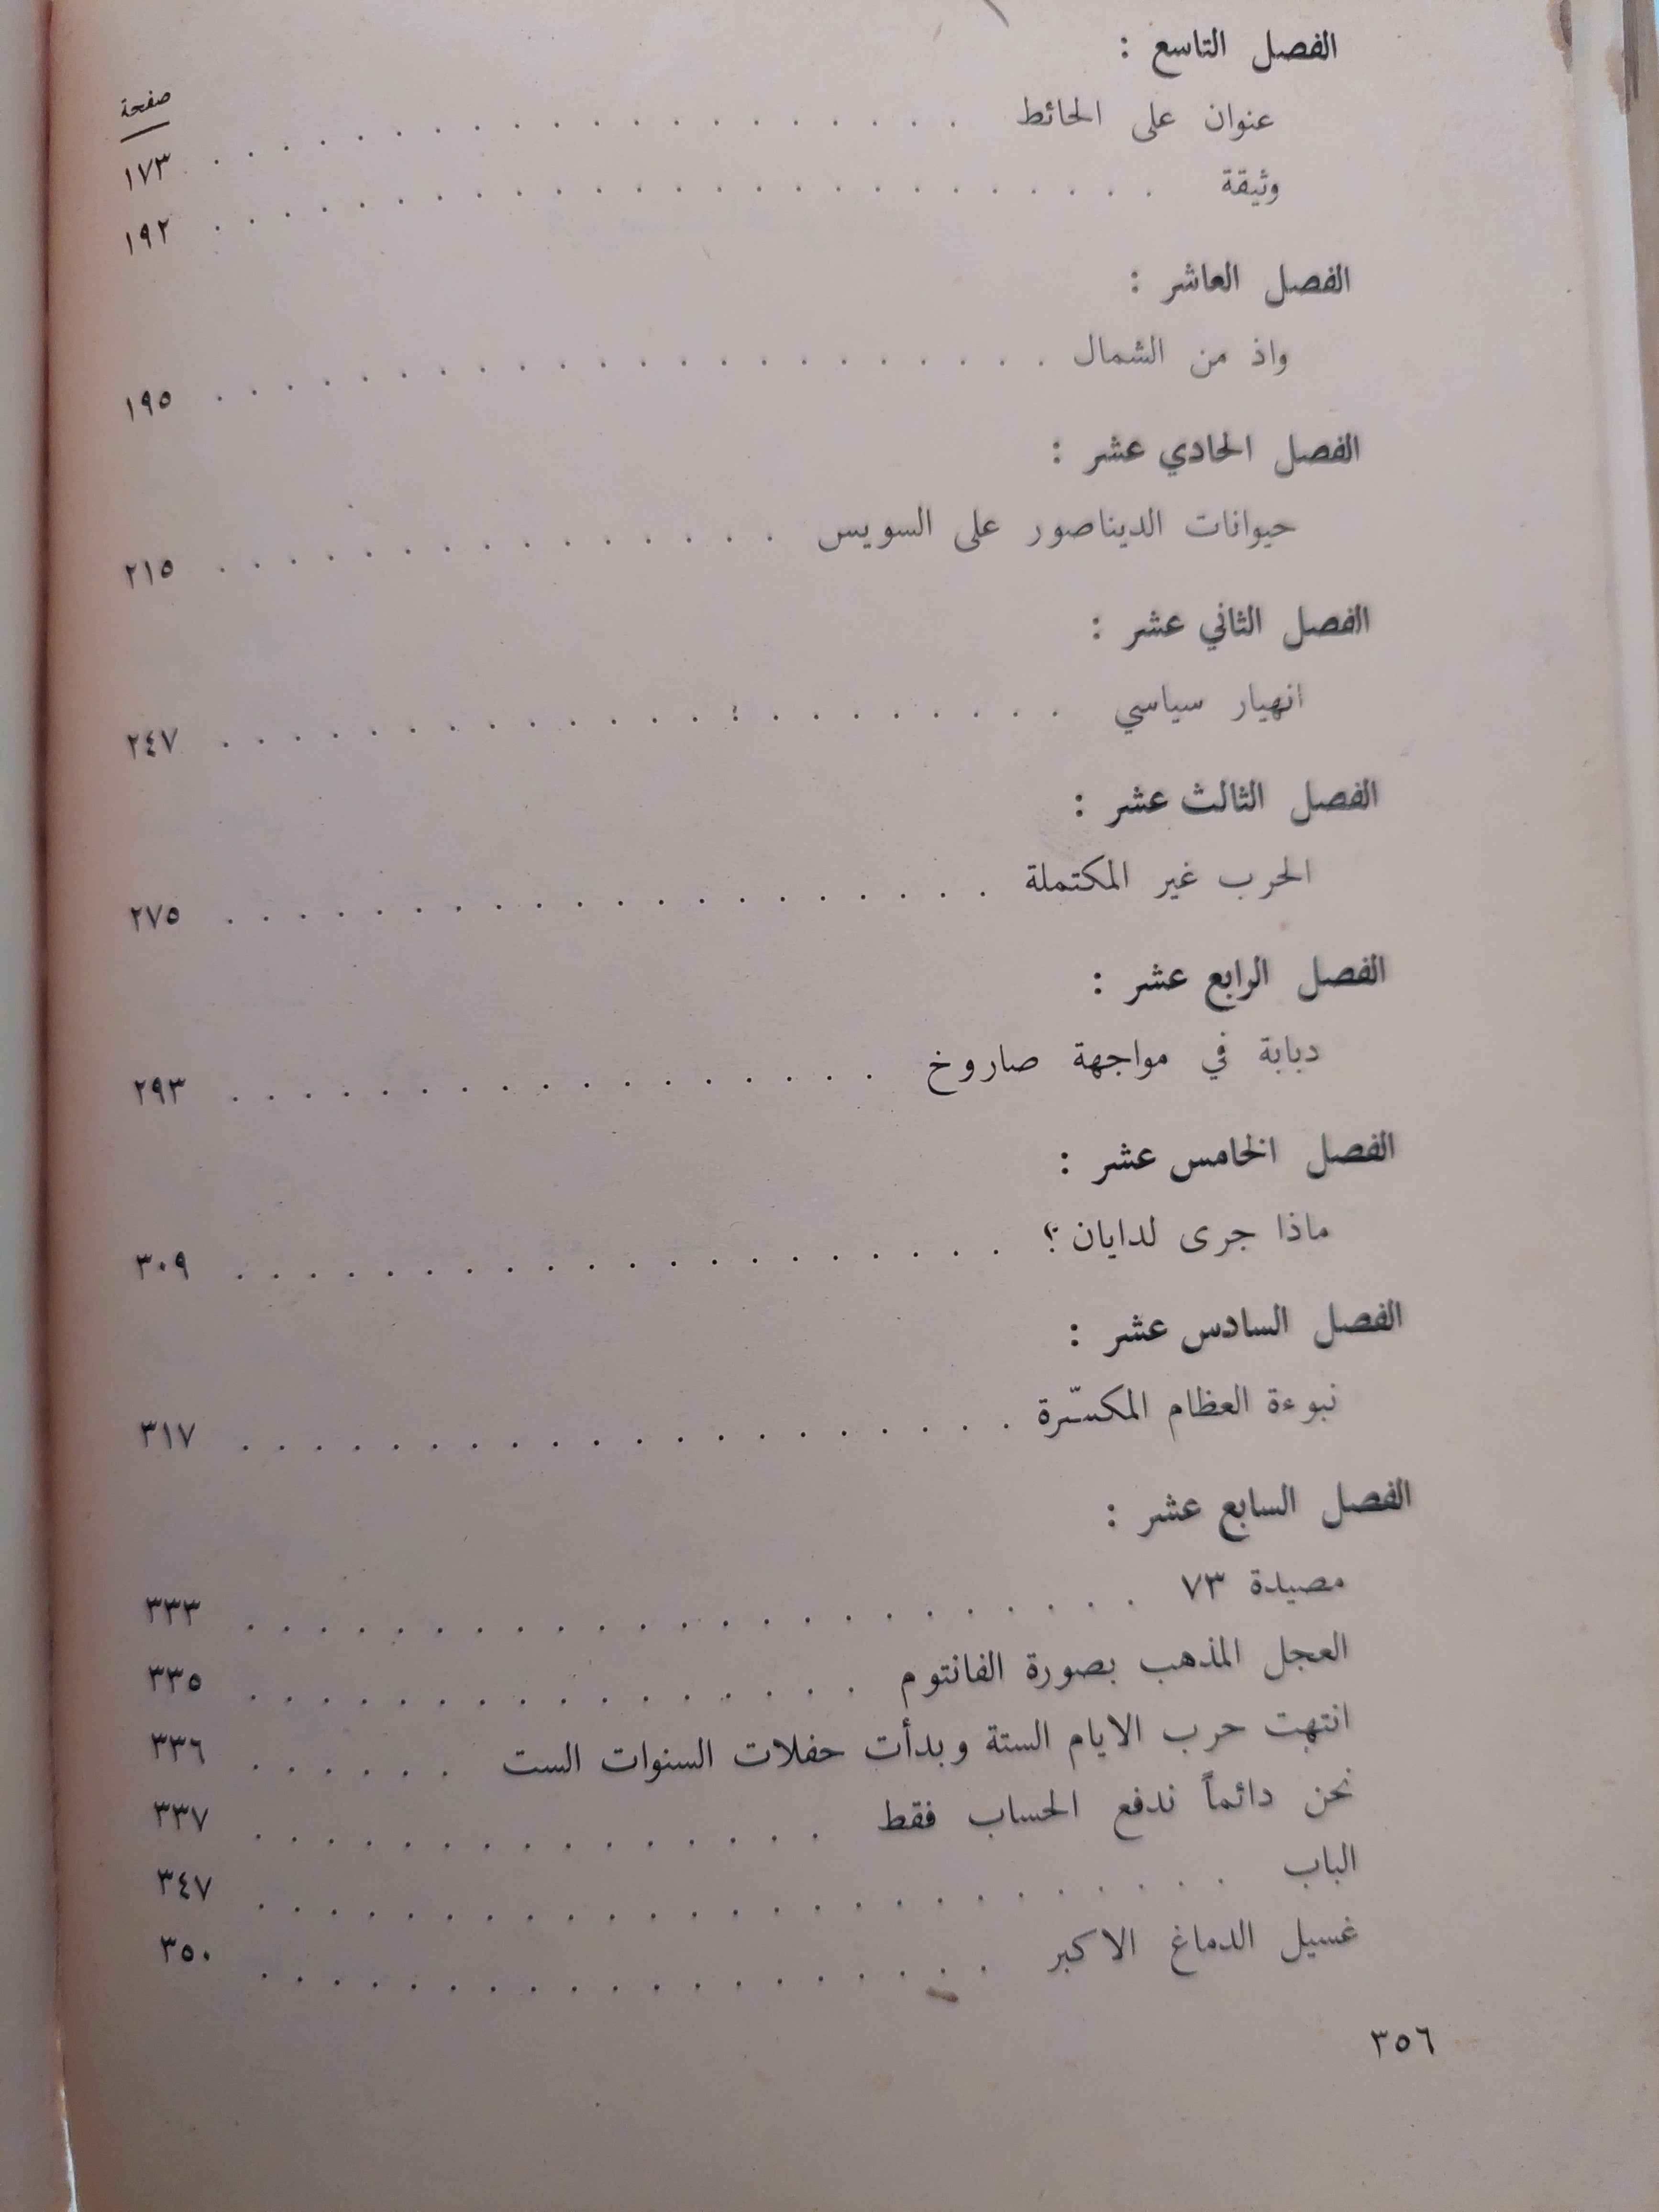 الفصل التاسع :
صفحة
عنوان على الحائط . . . . . . . . . . . . . . . . . . . ١٧٣
وثيقة . . . . . . . . . . . . . . . . . . . . . . . . ١٩٢
الفصل العاشر :
واذ من الشمال . . . . . . . . . . . . . . . . . . . . . ١٩٥
الفصل الحادي عشر :
حيوانات الديناصور على السويس . . . . . . . . . . . . . . . ٢١٥
الفصل الثاني عشر :
انهيار سياسي . . . . . . . . . . . . . . . . . . . . . ٢٤٧
الفصل الثالث عشر :
الحرب غير المكتملة . . . . . . . . . . . . . . . . . . . ٢٧٥
الفصل الرابع عشر :
دبابة في مواجهة صاروخ . . . . . . . . . . . . . . . . . ٢٩٣
الفصل الخامس عشر :
ماذا جرى لدايان ؟ . . . . . . . . . . . . . . . . . . . . ٣٠٩
الفصل السادس عشر :
نبوءة العظام المكسّرة . . . . . . . . . . . . . . . . . . . . ٣١٧
الفصل السابع عشر :
مصيدة ٧٣ . . . . . . . . . . . . . . . . . . . . . . . ٣٣٣
العجل المذهب بصورة الفانتوم . . . . . . . . . . . . . . . . ٣٣٥
انتهت حرب الايام الستة وبدأت حفلات السنوات الست . . . . . . ٣٣٦
نحن دائماً ندفع الحساب فقط . . . . . . . . . . . . . . . ٣٣٧
الباب . . . . . . . . . . . . . . . . . . . . . . . . . ٣٤٧
غسيل الدماغ الاكبر . . . . . . . . . . . . . . . . . . . ٣٥٠
٣٥٦